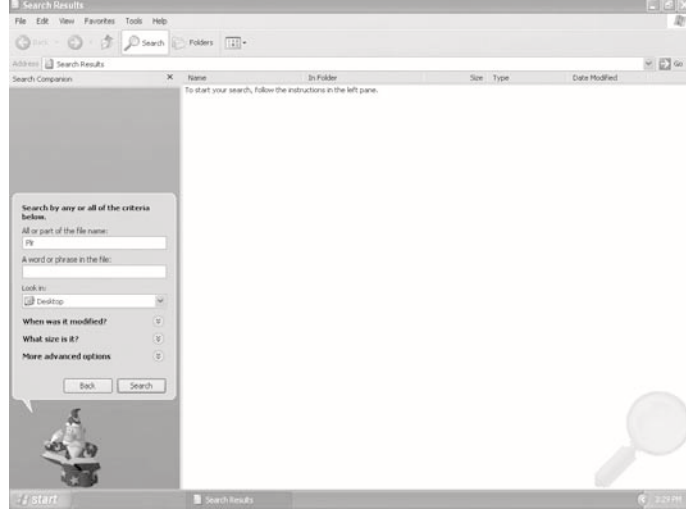 Search Results
File Edit View Favorites Tools Help
Back Search Folders
Address Search Results Go
Search Companion Name In Folder Size Type Date Modified
To start your search, follow the instructions in the left pane.
Search by any or all of the criteria
below.
All or part of the file name:
A word or phrase in the file:
Look in:
Desktop
When was it modified?
What size is it?
More advanced options
Back Search
start Search Results 3:29 PM